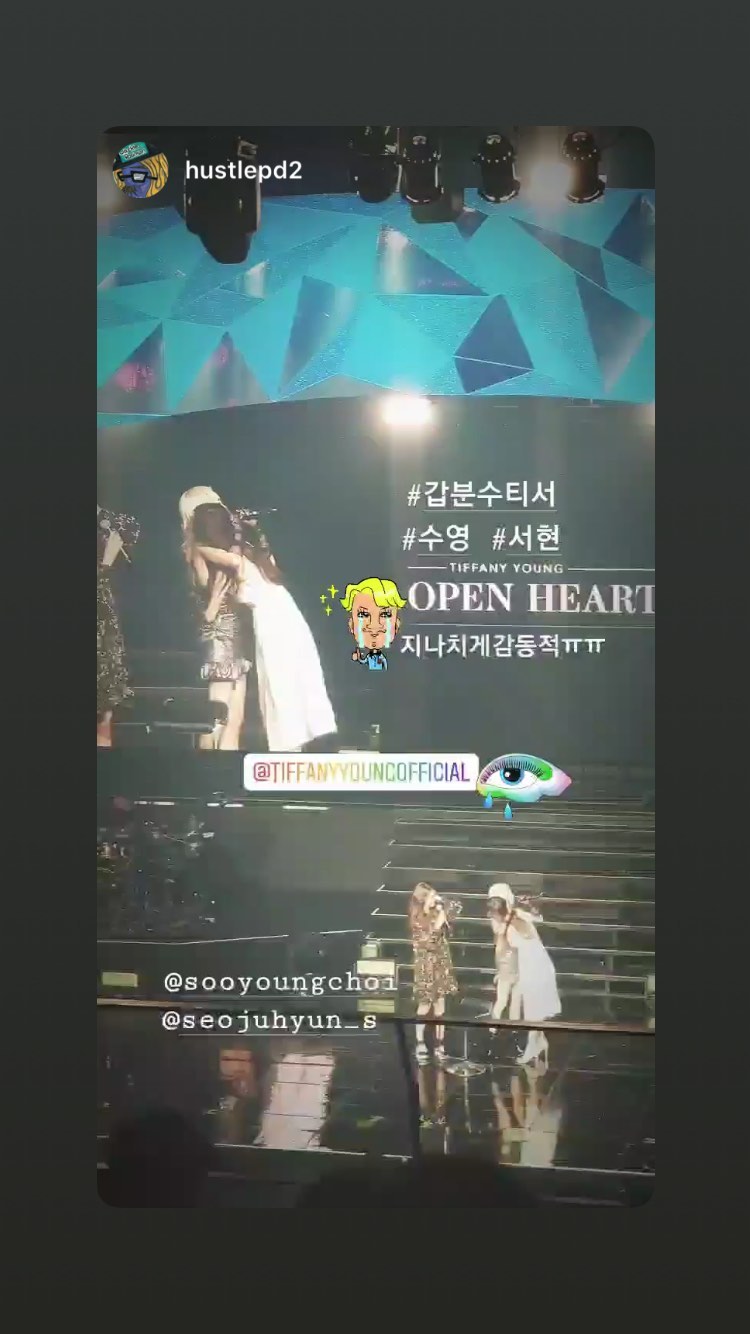 hustlepd2
#갑분수티서
#수영 #서현
TIFFANY YOUNG
OPEN HEART
지나치게감동적ㅠㅠ
@TIFFANYYOUNGOFFICIAL
@sooyoungchoi
@seojuhyun_s